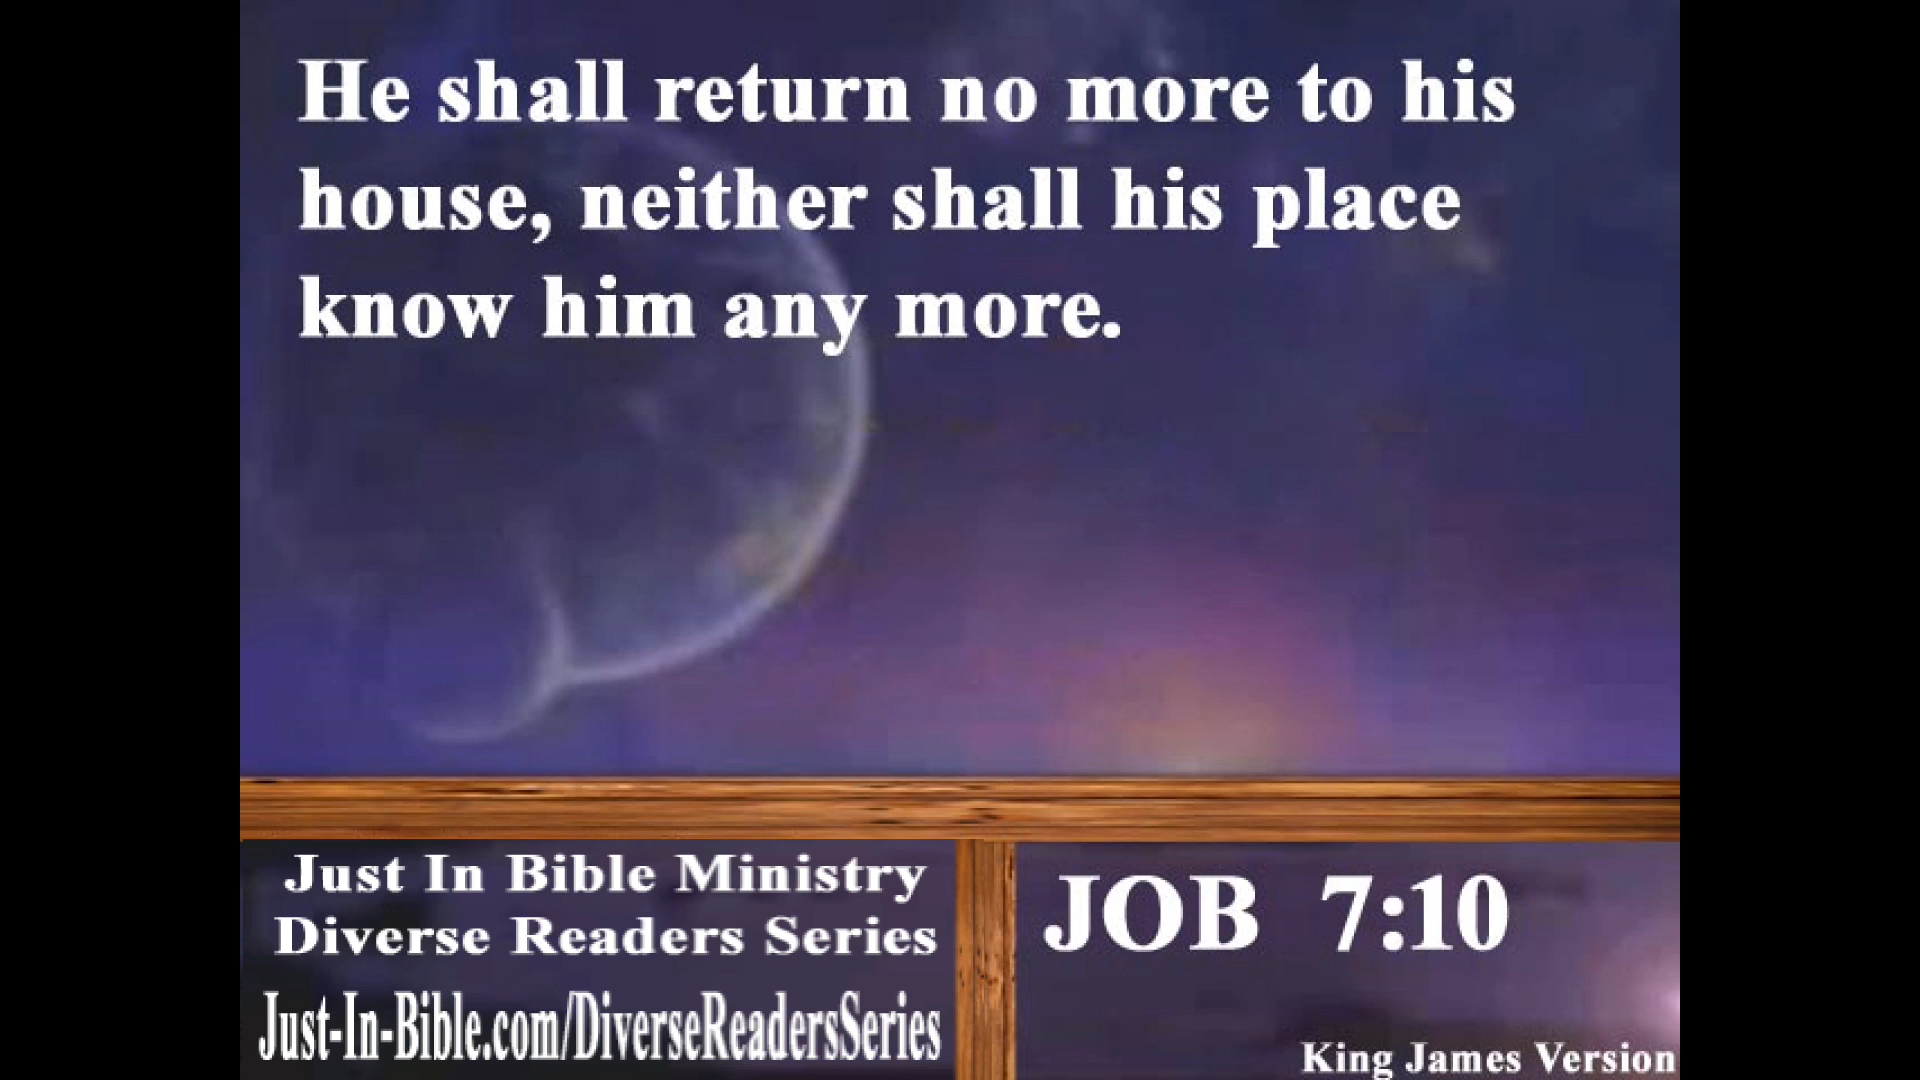 He shall return no more to his
house, neither shall his place
know him any more.
Just In Bible Ministry
Diverse Readers Series
Just-In-Bible.com/DiverseReadersSeries
JOB 7:10
King James Version